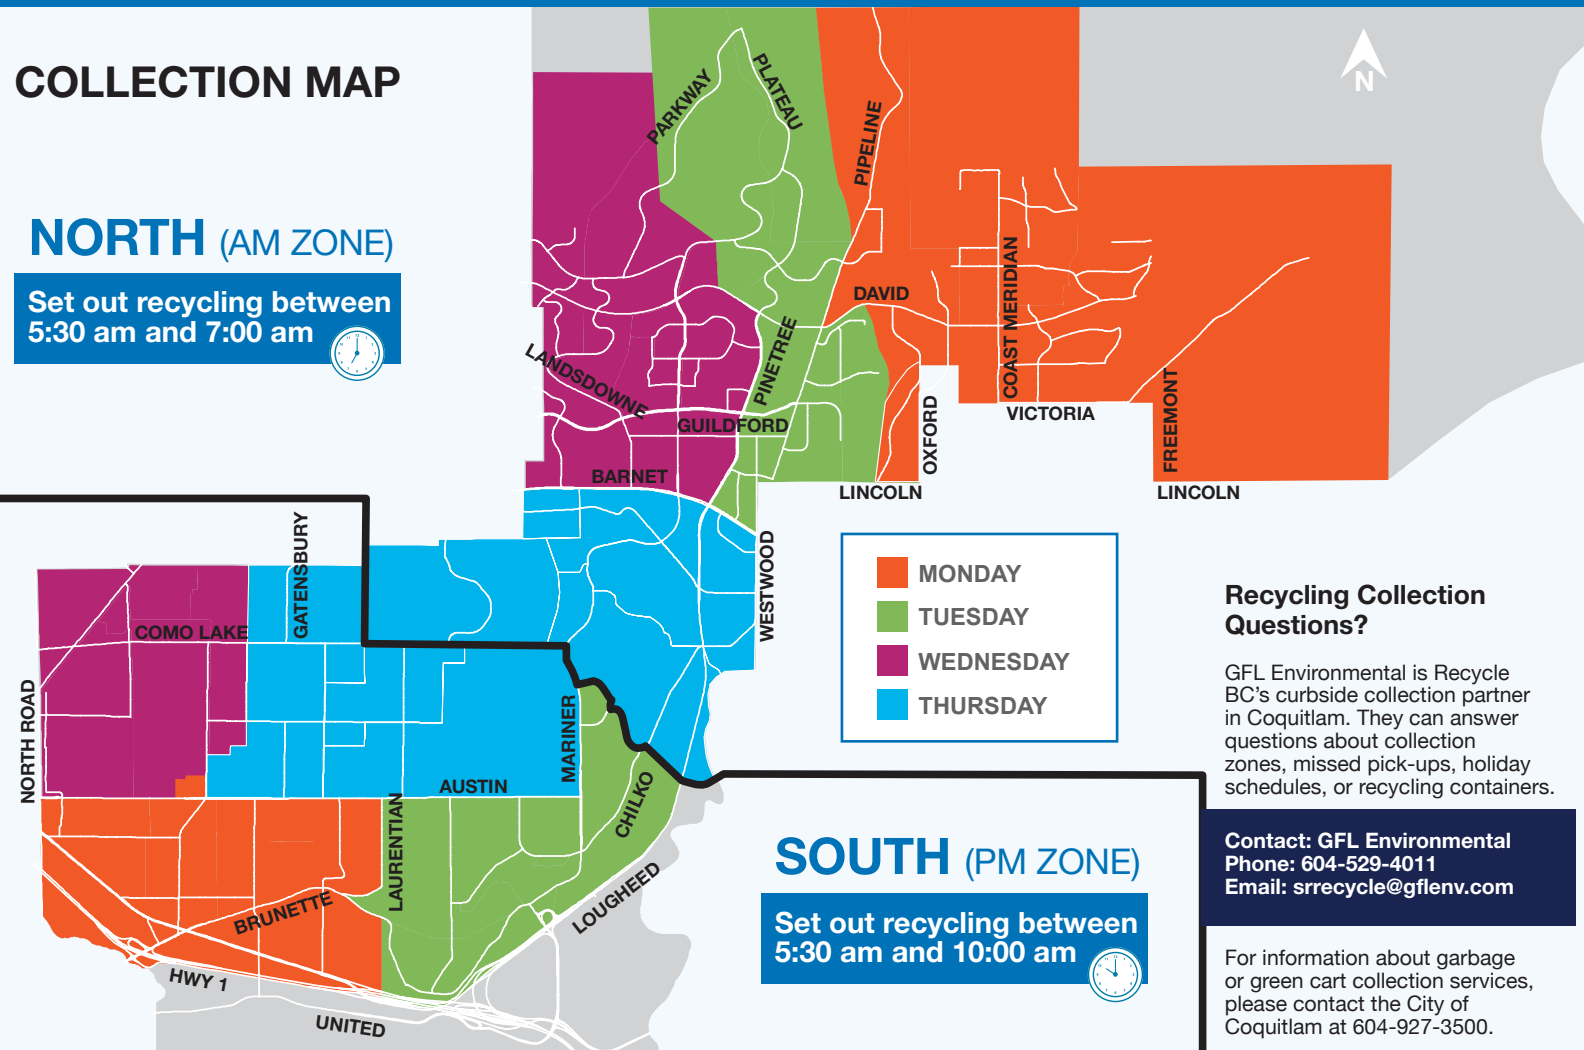 COLLECTION MAP
NORTH (AM ZONE)
Set out recycling between
5:30 am and 7:00 am
N
PARKWAY
PLATEAU
PIPELINE
DAVID
COAST MERIDIAN
LANDSDOWNE
PINETREE
GUILDFORD
BARNET
OXFORD
VICTORIA
FREEMONT
LINCOLN
LINCOLN
GATENSBURY
COMO LAKE
WESTWOOD
NORTH ROAD
MARINER
AUSTIN
CHILKO
LAURENTIAN
BRUNETTE
LOUGHEED
HWY 1
UNITED
MONDAY
TUESDAY
WEDNESDAY
THURSDAY
SOUTH (PM ZONE)
Set out recycling between
5:30 am and 10:00 am
Recycling Collection
Questions?
GFL Environmental is Recycle
BC's curbside collection partner
in Coquitlam. They can answer
questions about collection
zones, missed pick-ups, holiday
schedules, or recycling containers.
Contact: GFL Environmental
Phone: 604-529-4011
Email: srrecycle@gflenv.com
For information about garbage
or green cart collection services,
please contact the City of
Coquitlam at 604-927-3500.